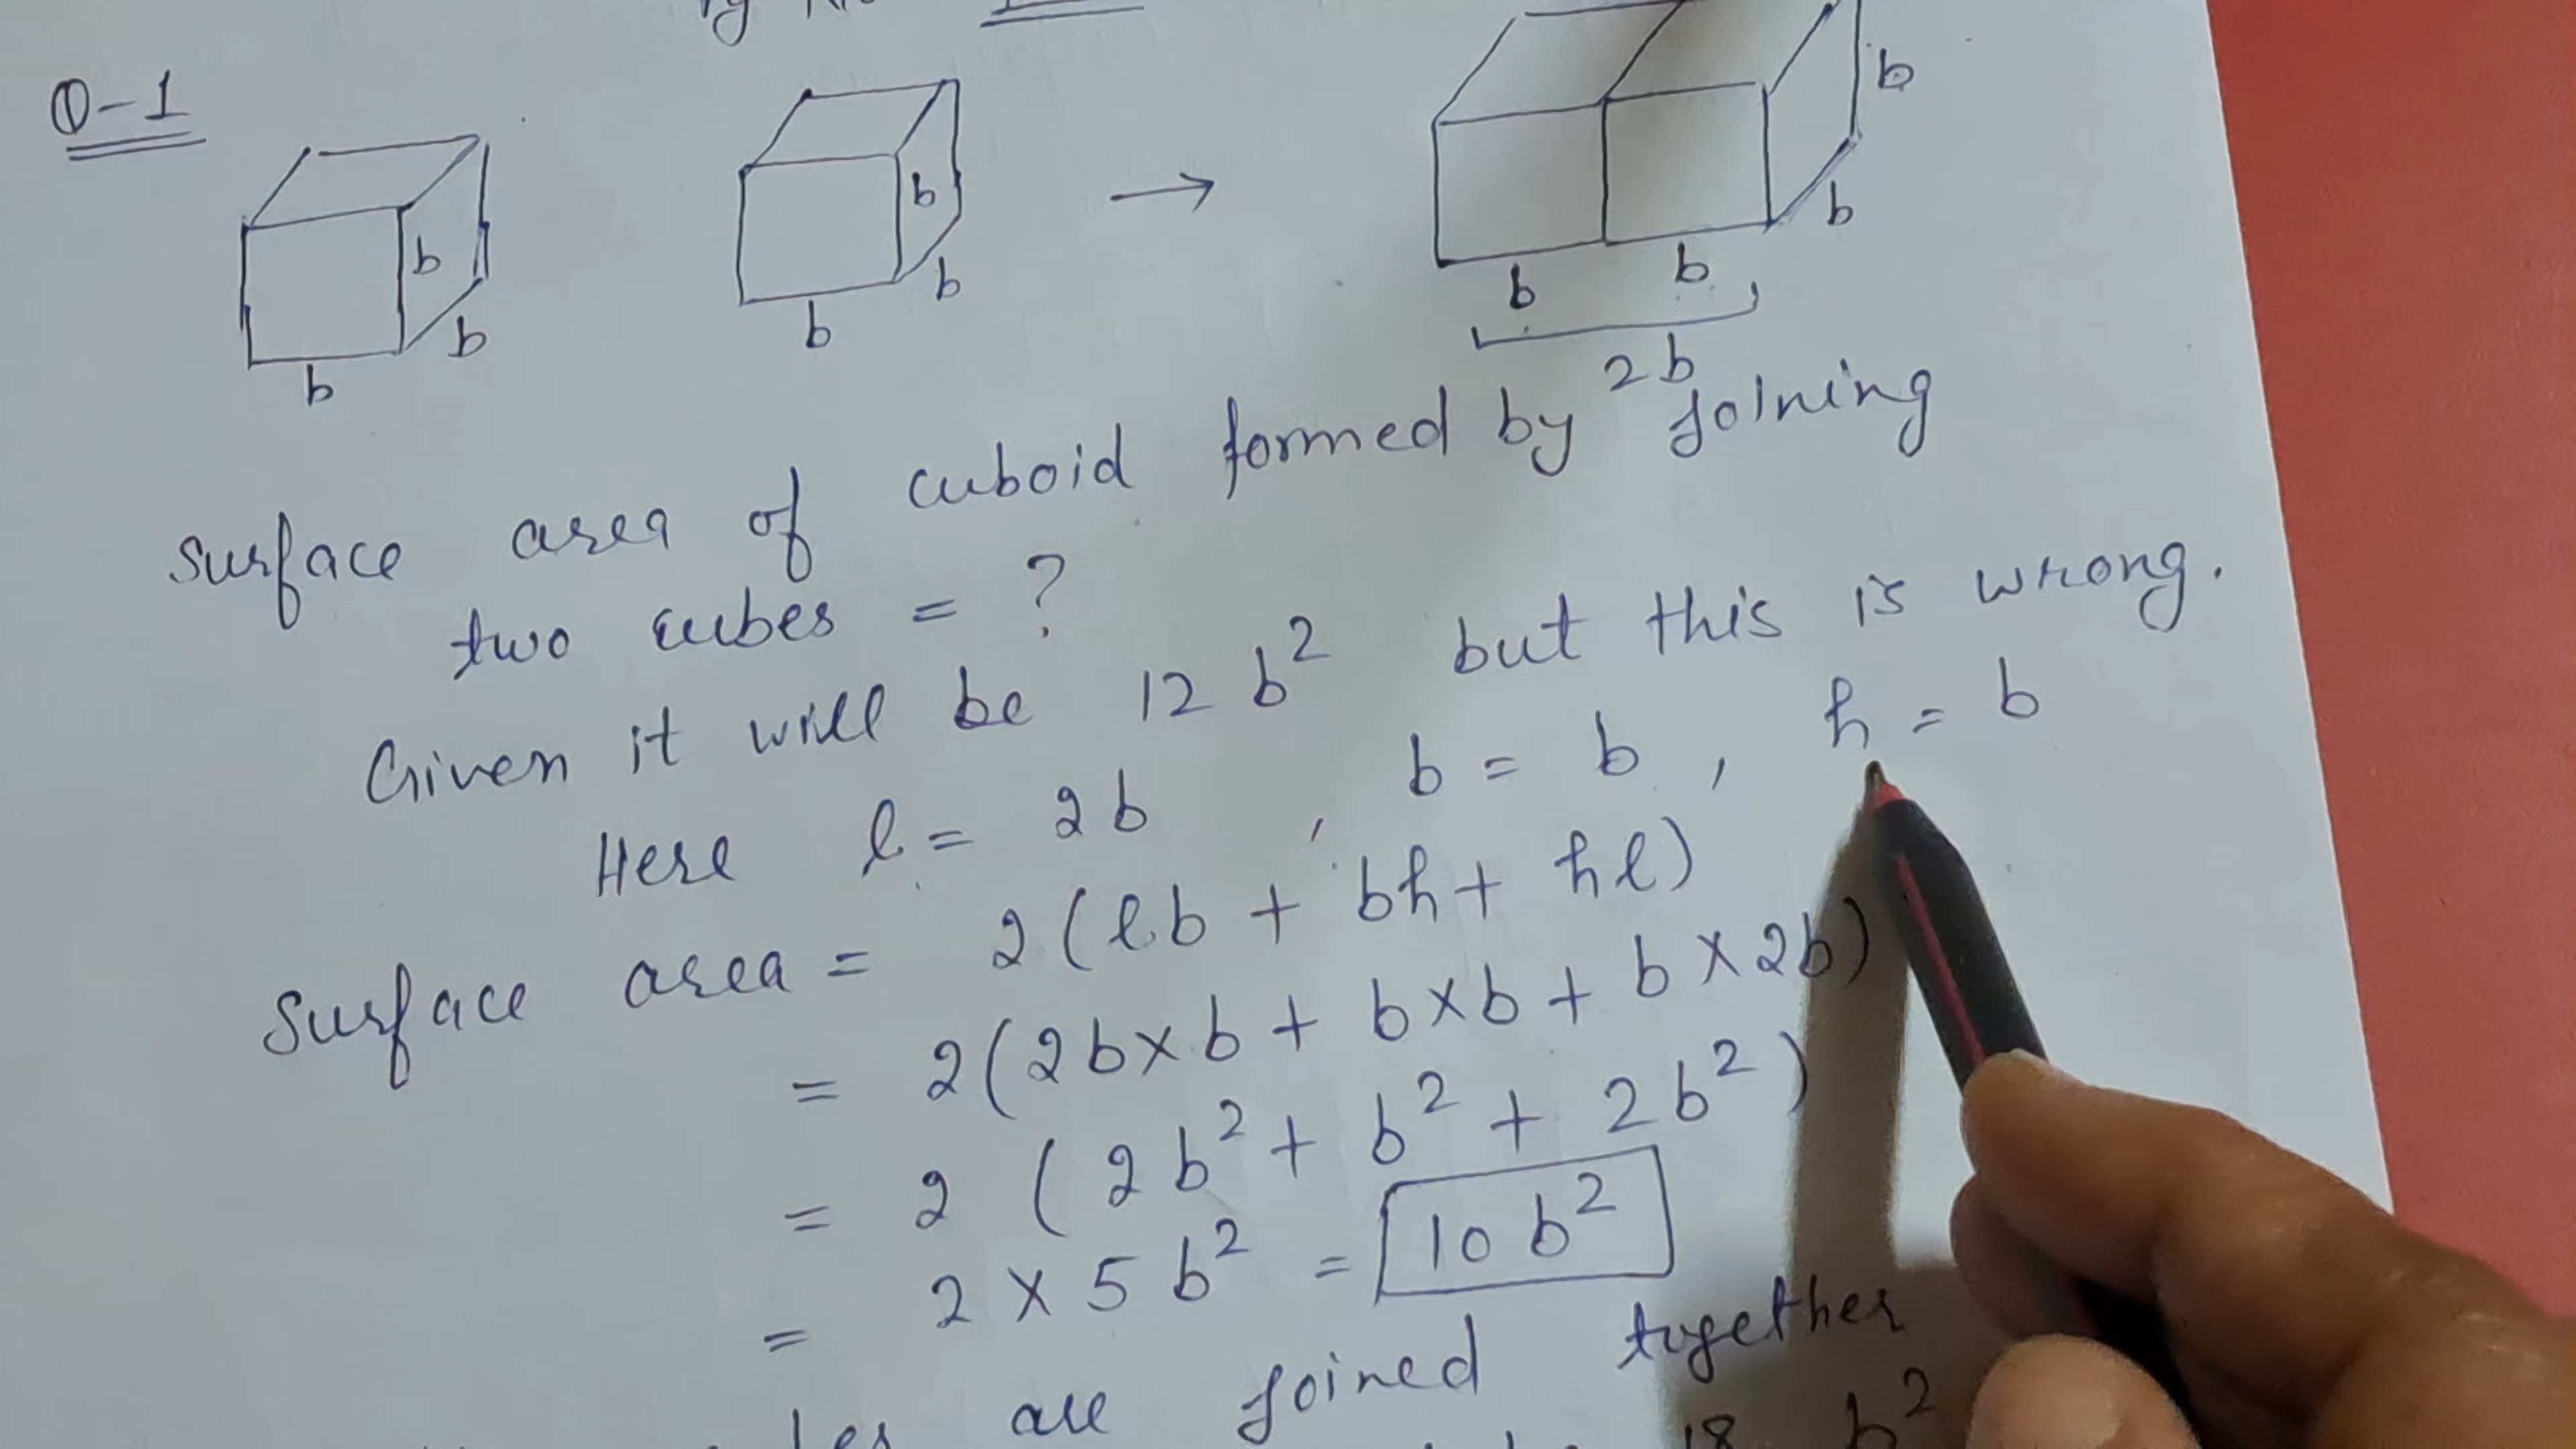 Q-1
b b b
b b b
b b b b
2b
Surface area of cuboid formed by joining
two cubes = ?
Given it will be 12 b² but this is wrong.
Here l = 2b , b = b , h = b
Surface area = 2(lb + bh + hl)
= 2(2b×b + b×b + b×2b)
= 2 ( 2b² + b² + 2b² )
= 2 × 5 b² = 10 b²
are joined together
18 b²